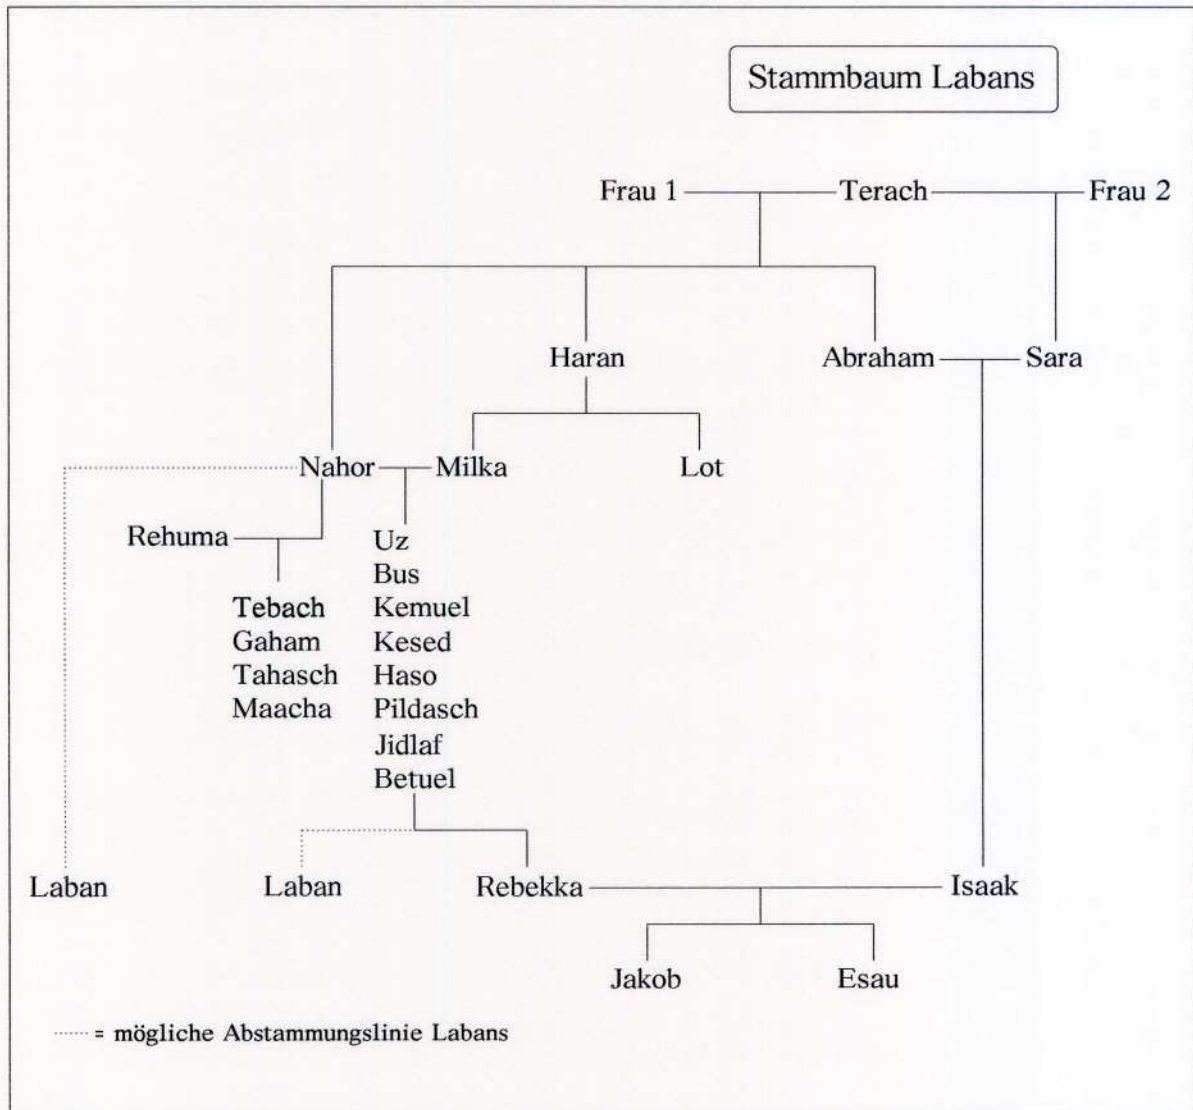 Stammbaum Labans
Frau 1 Terach Frau 2
Haran Abraham Sara
Nahor Milka Lot
Rehuma
Uz
Bus
Tebach Kemuel
Gaham Kesed
Tahasch Haso
Maacha Pildasch
Jidlaf
Betuel
Laban Laban Rebekka Isaak
Jakob Esau
........ = mögliche Abstammungslinie Labans